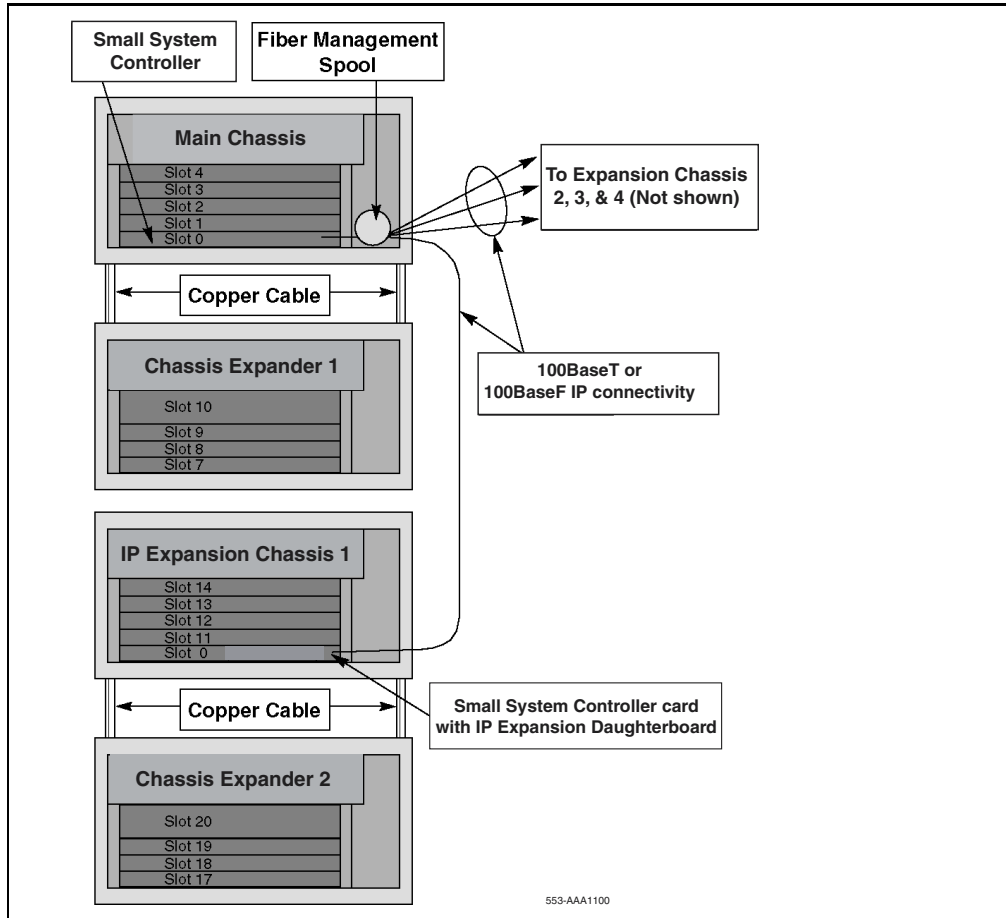 Small System
Controller
Fiber Management
Spool
Main Chassis
Slot 4
Slot 3
Slot 2
Slot 1
Slot 0
To Expansion Chassis
2, 3, & 4 (Not shown)
Copper Cable
Chassis Expander 1
Slot 10
Slot 9
Slot 8
Slot 7
100BaseT or
100BaseF IP connectivity
IP Expansion Chassis 1
Slot 14
Slot 13
Slot 12
Slot 11
Slot 0
Copper Cable
Small System Controller card
with IP Expansion Daughterboard
Chassis Expander 2
Slot 20
Slot 19
Slot 18
Slot 17
553-AAA1100